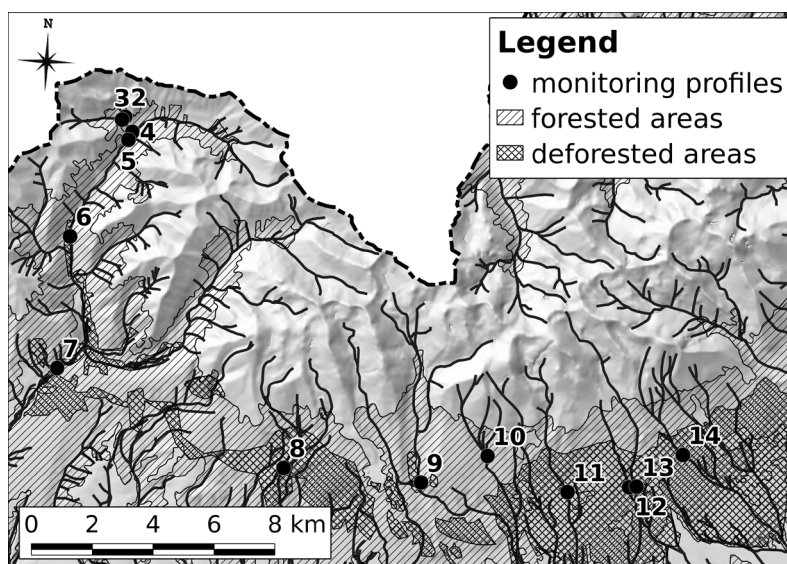 N
Legend
monitoring profiles
forested areas
deforested areas
32
4
5
6
7
8
9
10
11
12
13
14
0 2 4 6 8 km